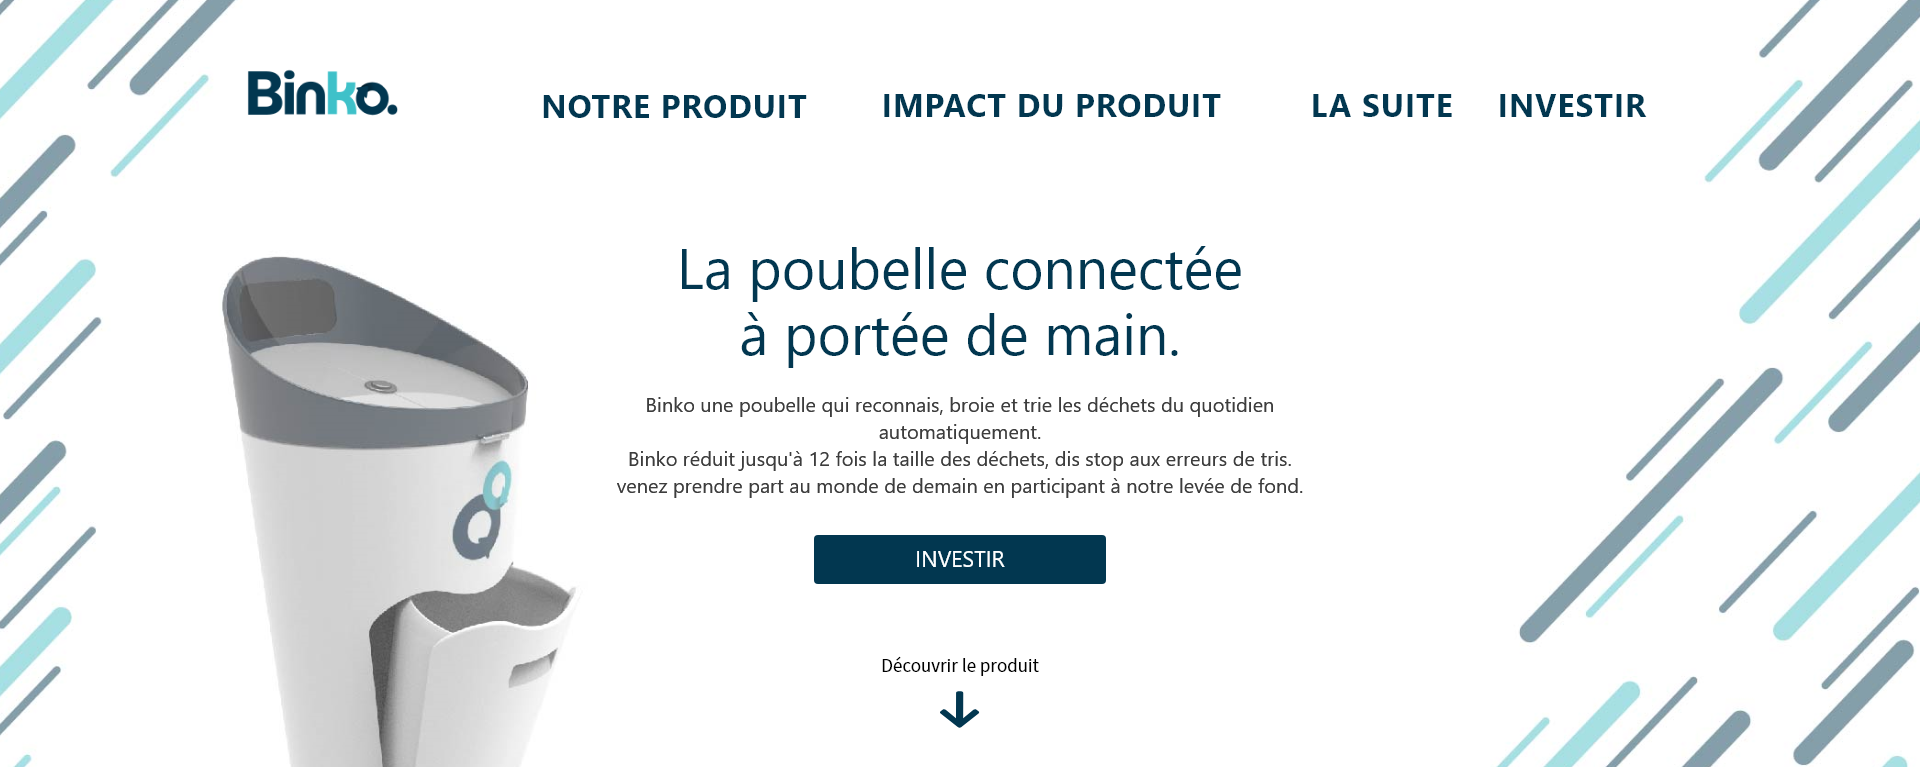 Binko.
NOTRE PRODUIT
IMPACT DU PRODUIT
LA SUITE
INVESTIR
La poubelle connectée
à portée de main.
Binko une poubelle qui reconnais, broie et trie les déchets du quotidien
automatiquement.
Binko réduit jusqu'à 12 fois la taille des déchets, dis stop aux erreurs de tris.
venez prendre part au monde de demain en participant à notre levée de fond.
INVESTIR
Découvrir le produit